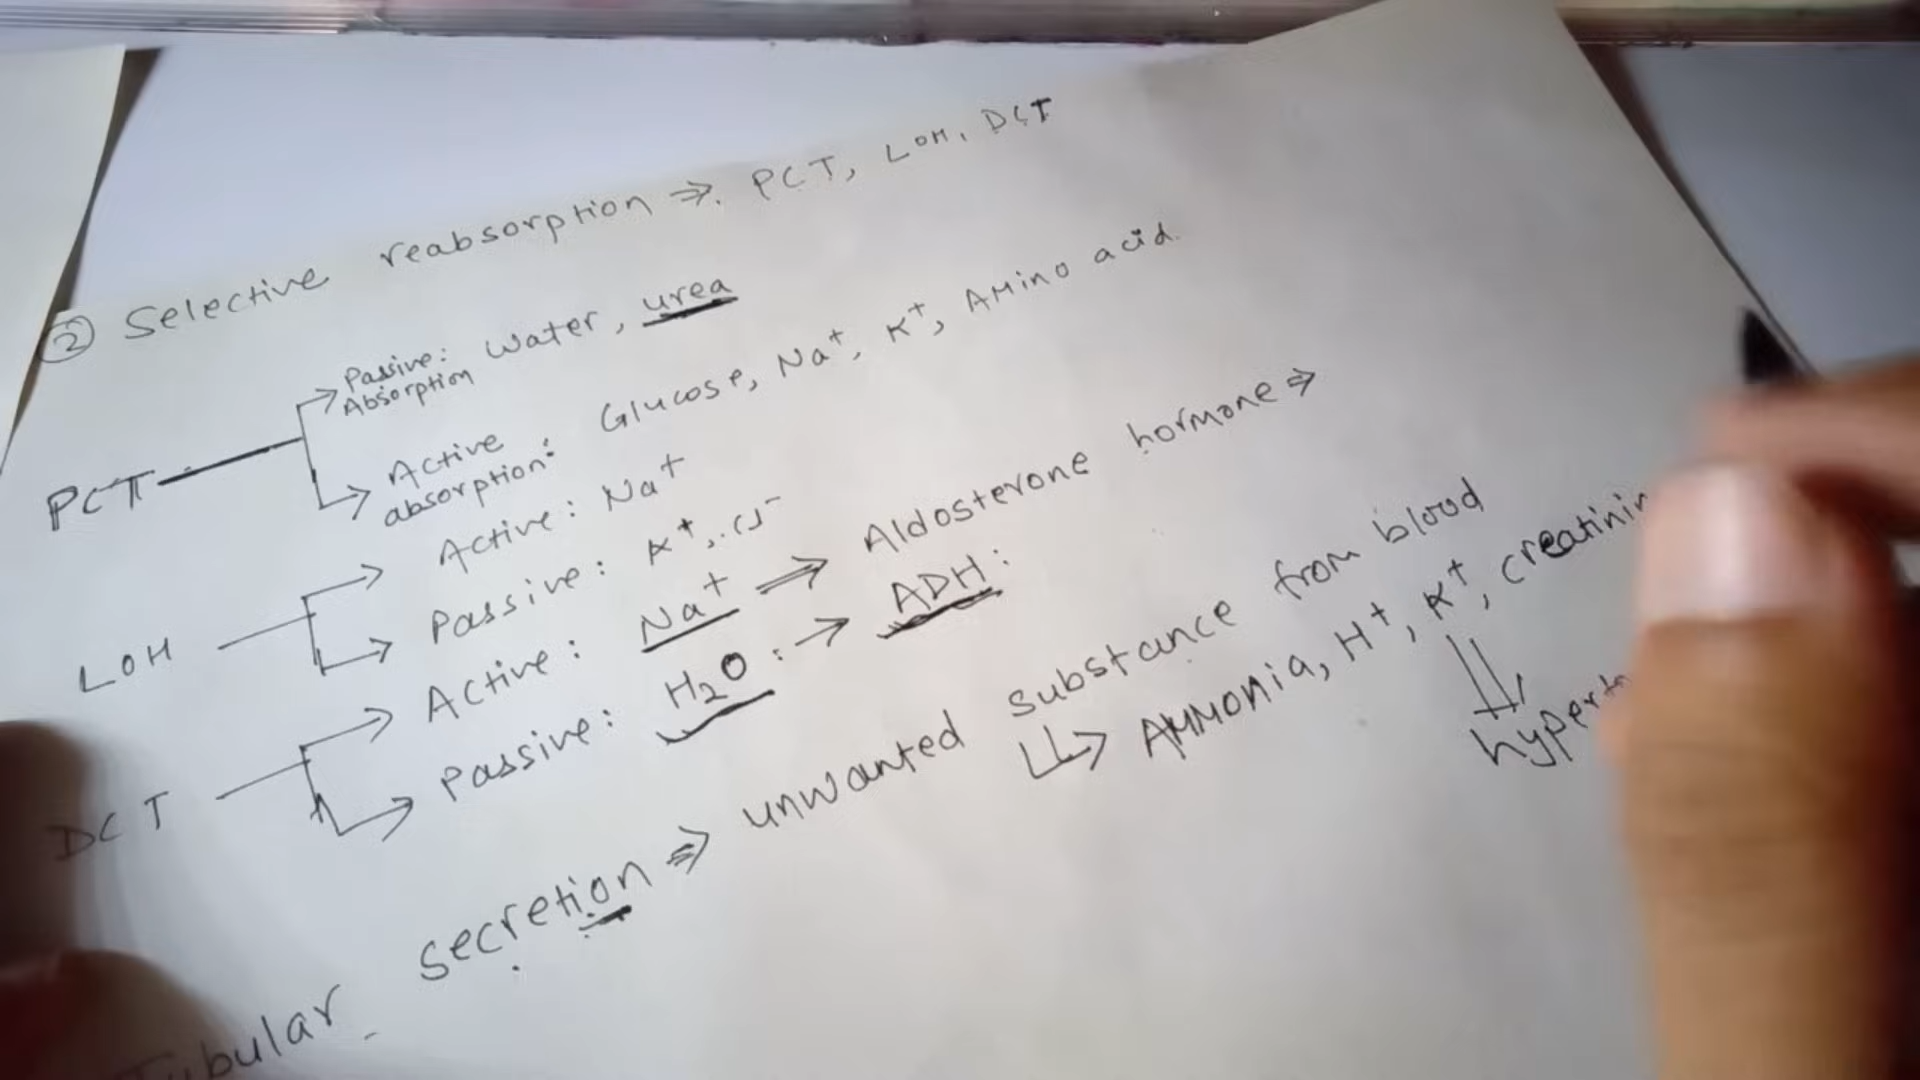 ② Selective reabsorption ⇒ PCT, LOH, DCT
PCT → Passive Absorption: Water, urea
→ Active absorption: Glucose, Na⁺, K⁺, Amino acid
LOH → Active: Na⁺
→ Passive: K⁺, Cl⁻
DCT → Active: Na⁺ ⇒ Aldosterone hormone ⇒
→ Passive: H₂O: → ADH:
Tubular secretion ⇒ unwanted substance from blood
↳ Ammonia, H⁺, K⁺, creatinin
⇓